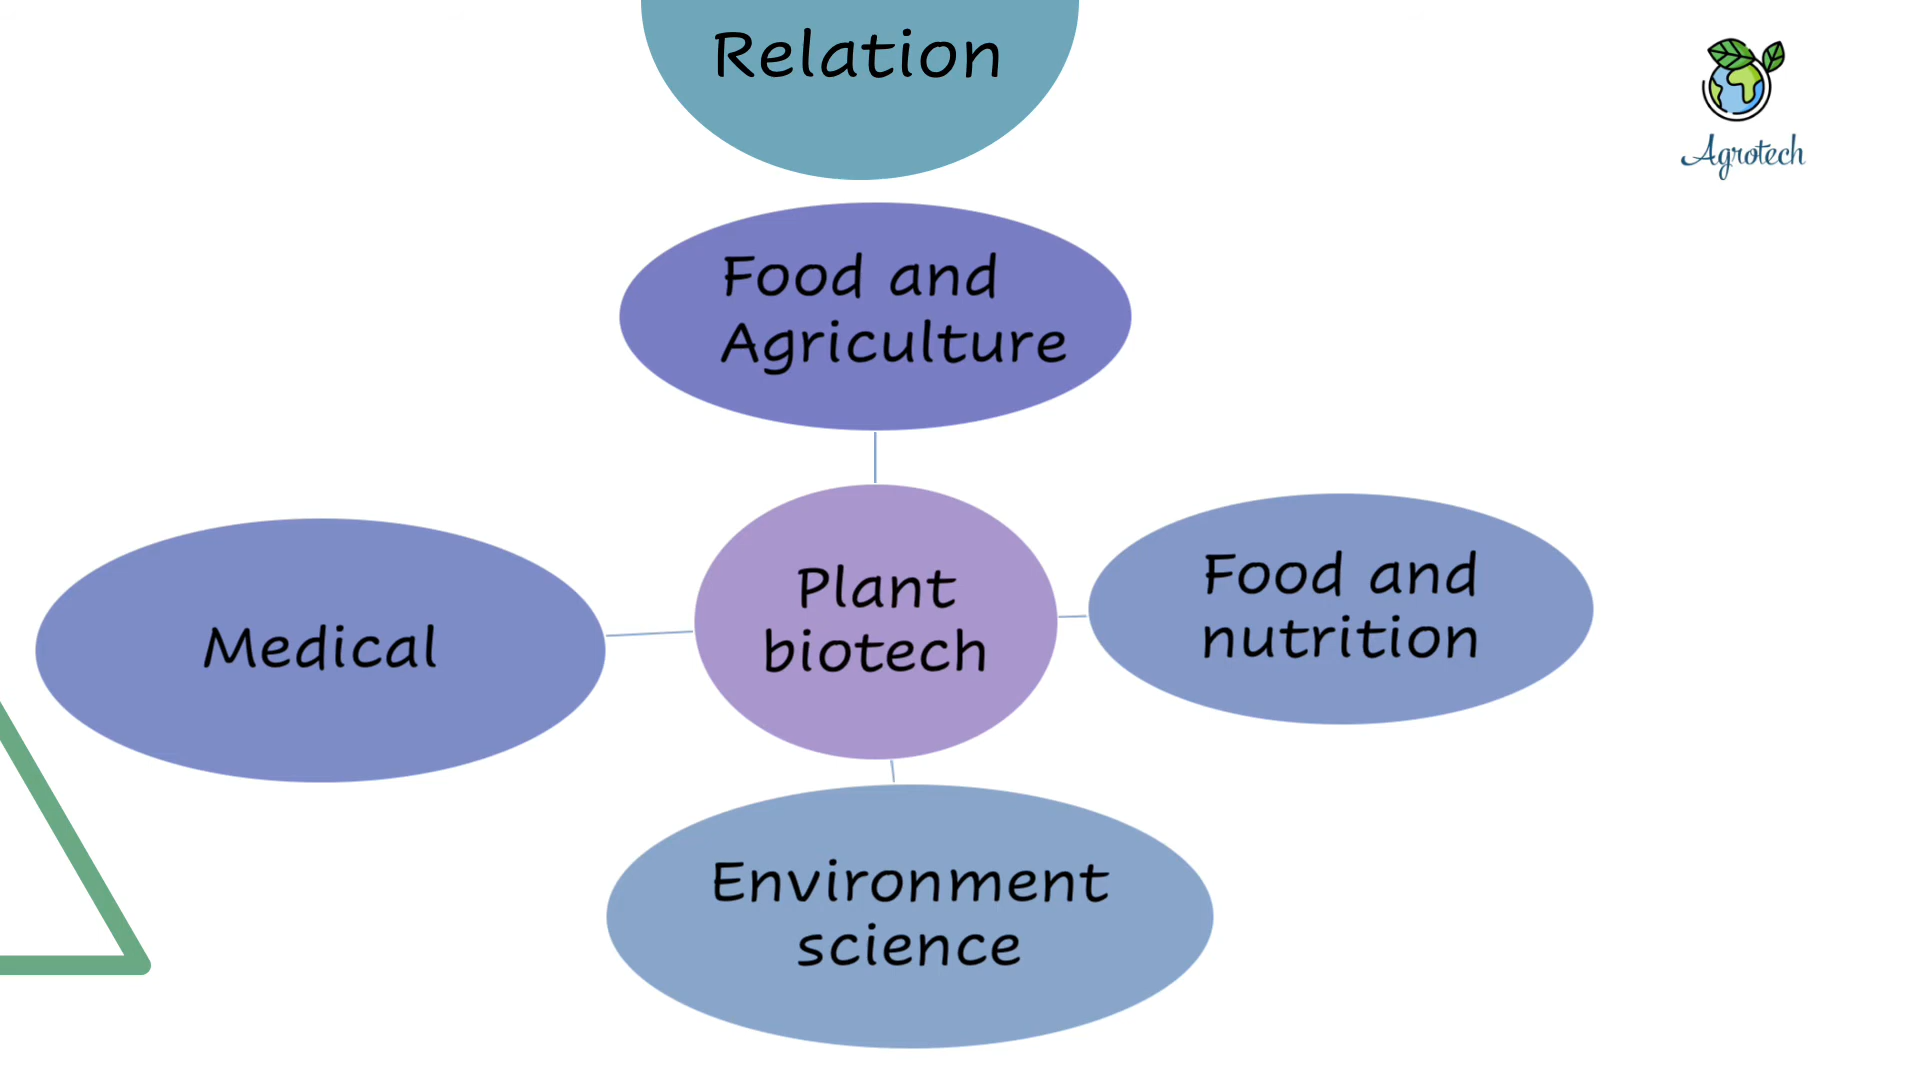 Relation
Agrotech
Food and
Agriculture
Plant
biotech
Food and
nutrition
Medical
Environment
science